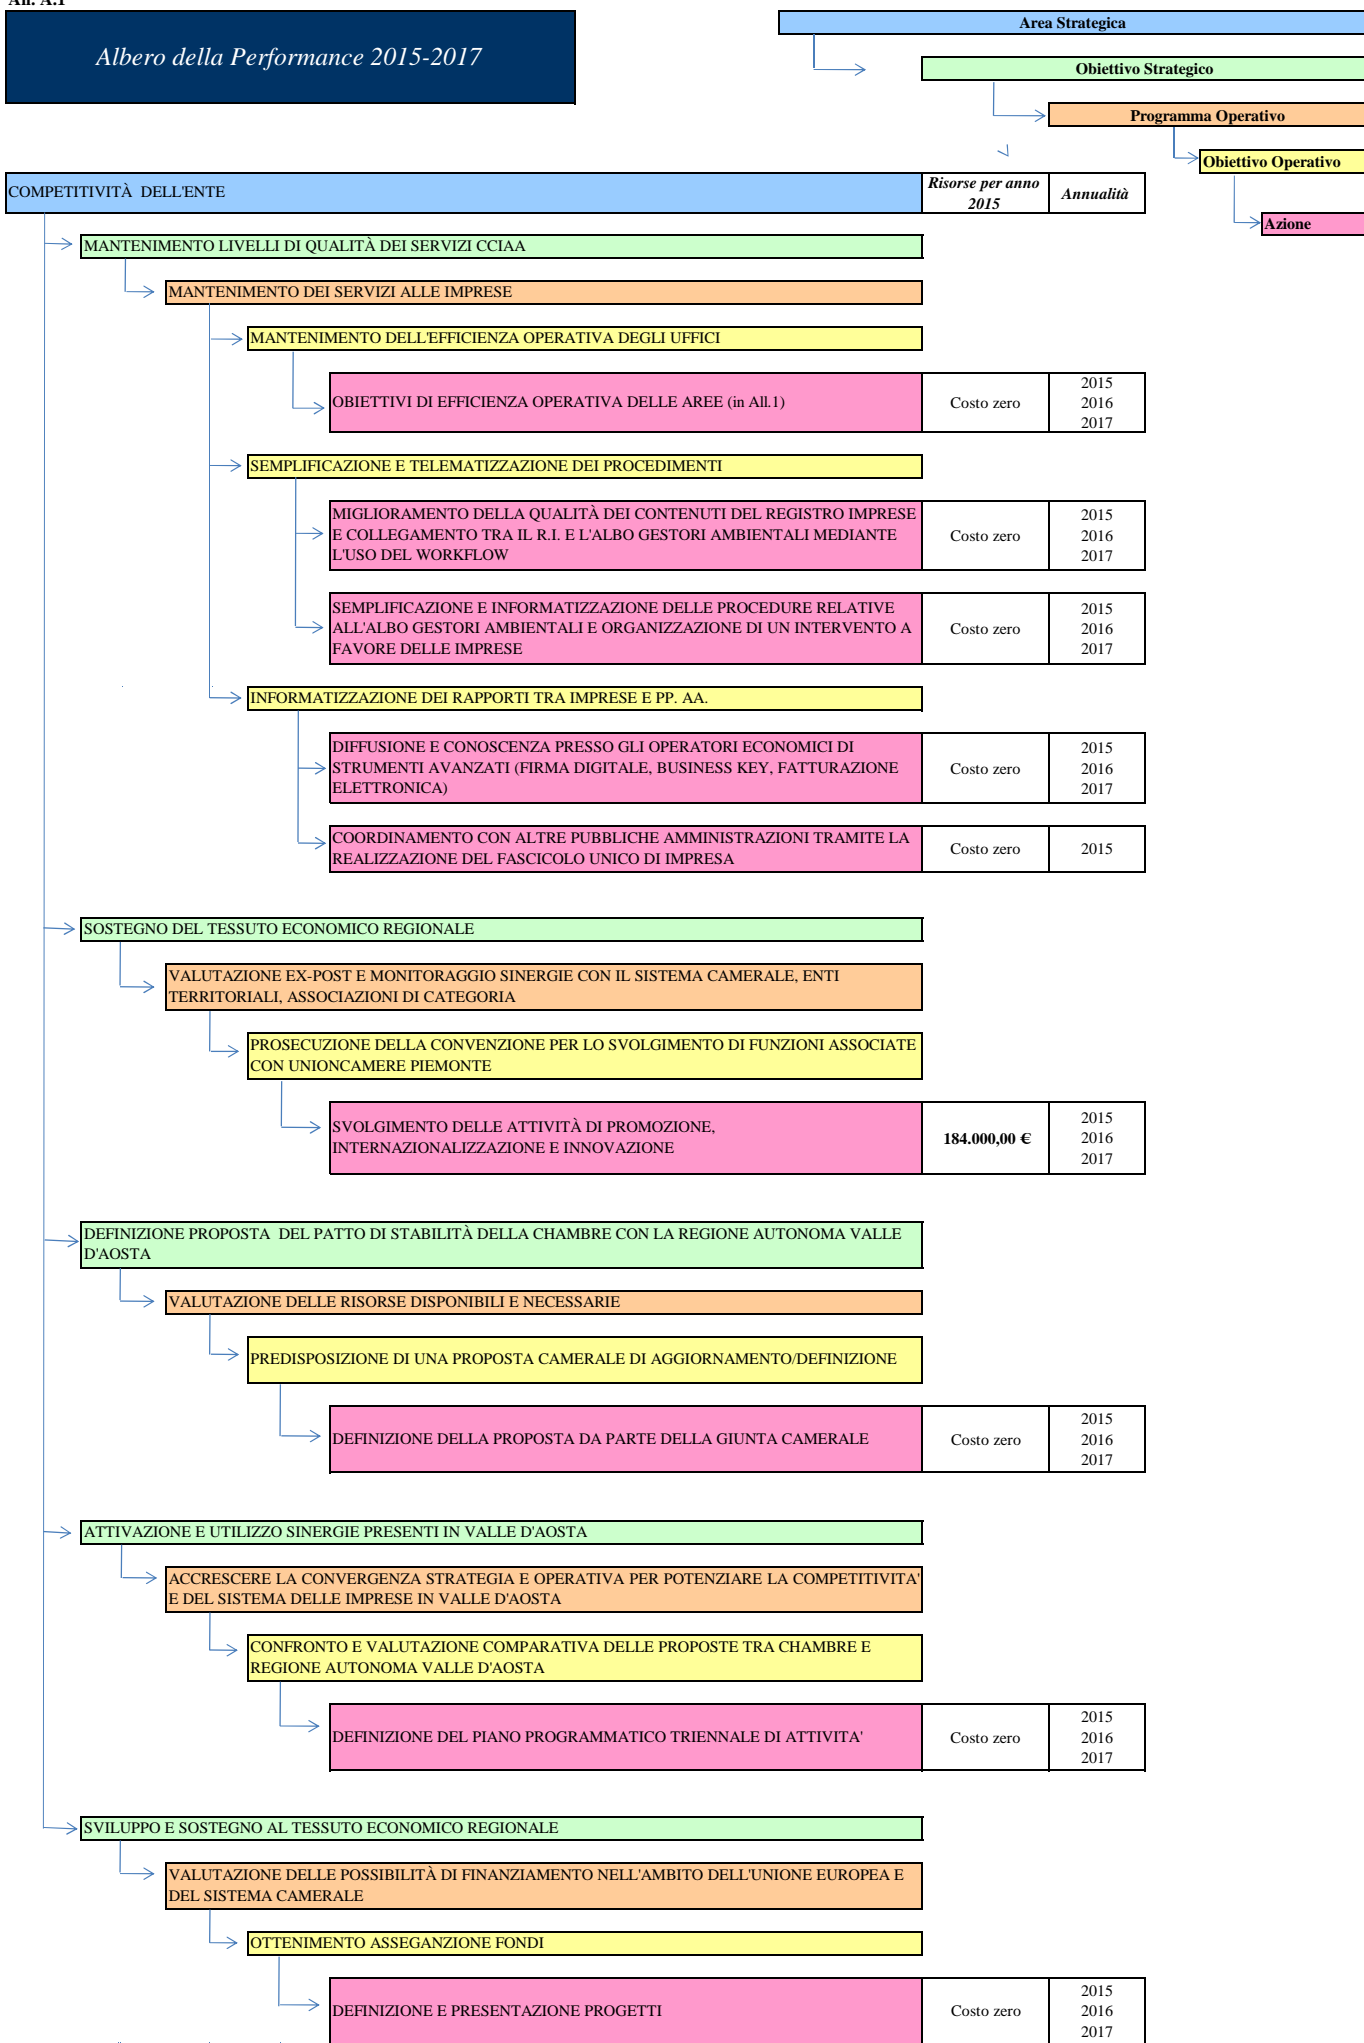 All. A.1
Albero della Performance 2015-2017
Area Strategica
Obiettivo Strategico
Programma Operativo
Obiettivo Operativo
Azione
COMPETITIVITÀ DELL'ENTE
Risorse per anno
2015
Annualità
MANTENIMENTO LIVELLI DI QUALITÀ DEI SERVIZI CCIAA
MANTENIMENTO DEI SERVIZI ALLE IMPRESE
MANTENIMENTO DELL'EFFICIENZA OPERATIVA DEGLI UFFICI
OBIETTIVI DI EFFICIENZA OPERATIVA DELLE AREE (in All.1)
Costo zero
2015
2016
2017
SEMPLIFICAZIONE E TELEMATIZZAZIONE DEI PROCEDIMENTI
MIGLIORAMENTO DELLA QUALITÀ DEI CONTENUTI DEL REGISTRO IMPRESE
E COLLEGAMENTO TRA IL R.I. E L'ALBO GESTORI AMBIENTALI MEDIANTE
L'USO DEL WORKFLOW
Costo zero
2015
2016
2017
SEMPLIFICAZIONE E INFORMATIZZAZIONE DELLE PROCEDURE RELATIVE
ALL'ALBO GESTORI AMBIENTALI E ORGANIZZAZIONE DI UN INTERVENTO A
FAVORE DELLE IMPRESE
Costo zero
2015
2016
2017
INFORMATIZZAZIONE DEI RAPPORTI TRA IMPRESE E PP. AA.
DIFFUSIONE E CONOSCENZA PRESSO GLI OPERATORI ECONOMICI DI
STRUMENTI AVANZATI (FIRMA DIGITALE, BUSINESS KEY, FATTURAZIONE
ELETTRONICA)
Costo zero
2015
2016
2017
COORDINAMENTO CON ALTRE PUBBLICHE AMMINISTRAZIONI TRAMITE LA
REALIZZAZIONE DEL FASCICOLO UNICO DI IMPRESA
Costo zero
2015
SOSTEGNO DEL TESSUTO ECONOMICO REGIONALE
VALUTAZIONE EX-POST E MONITORAGGIO SINERGIE CON IL SISTEMA CAMERALE, ENTI
TERRITORIALI, ASSOCIAZIONI DI CATEGORIA
PROSECUZIONE DELLA CONVENZIONE PER LO SVOLGIMENTO DI FUNZIONI ASSOCIATE
CON UNIONCAMERE PIEMONTE
SVOLGIMENTO DELLE ATTIVITÀ DI PROMOZIONE,
INTERNAZIONALIZZAZIONE E INNOVAZIONE
184.000,00 €
2015
2016
2017
DEFINIZIONE PROPOSTA DEL PATTO DI STABILITÀ DELLA CHAMBRE CON LA REGIONE AUTONOMA VALLE
D'AOSTA
VALUTAZIONE DELLE RISORSE DISPONIBILI E NECESSARIE
PREDISPOSIZIONE DI UNA PROPOSTA CAMERALE DI AGGIORNAMENTO/DEFINIZIONE
DEFINIZIONE DELLA PROPOSTA DA PARTE DELLA GIUNTA CAMERALE
Costo zero
2015
2016
2017
ATTIVAZIONE E UTILIZZO SINERGIE PRESENTI IN VALLE D'AOSTA
ACCRESCERE LA CONVERGENZA STRATEGIA E OPERATIVA PER POTENZIARE LA COMPETITIVITA'
E DEL SISTEMA DELLE IMPRESE IN VALLE D'AOSTA
CONFRONTO E VALUTAZIONE COMPARATIVA DELLE PROPOSTE TRA CHAMBRE E
REGIONE AUTONOMA VALLE D'AOSTA
DEFINIZIONE DEL PIANO PROGRAMMATICO TRIENNALE DI ATTIVITA'
Costo zero
2015
2016
2017
SVILUPPO E SOSTEGNO AL TESSUTO ECONOMICO REGIONALE
VALUTAZIONE DELLE POSSIBILITÀ DI FINANZIAMENTO NELL'AMBITO DELL'UNIONE EUROPEA E
DEL SISTEMA CAMERALE
OTTENIMENTO ASSEGANZIONE FONDI
DEFINIZIONE E PRESENTAZIONE PROGETTI
Costo zero
2015
2016
2017